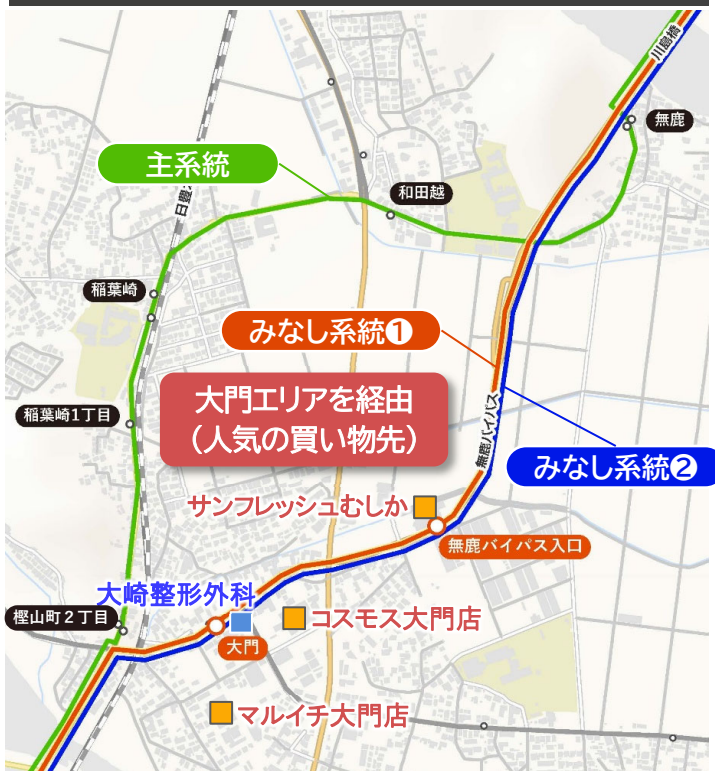 川島橋
無鹿
主系統
日豊
和田越
稲葉崎
みなし系統❶
大門エリアを経由
（人気の買い物先）
稲葉崎1丁目
無鹿バイパス
みなし系統❷
サンフレッシュむしか
無鹿バイパス入口
大崎整形外科
コスモス大門店
樫山町2丁目
大門
マルイチ大門店